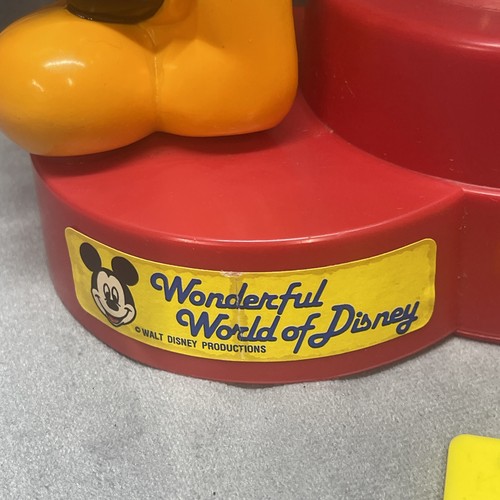 Wonderful
World of Disney
© WALT DISNEY PRODUCTIONS